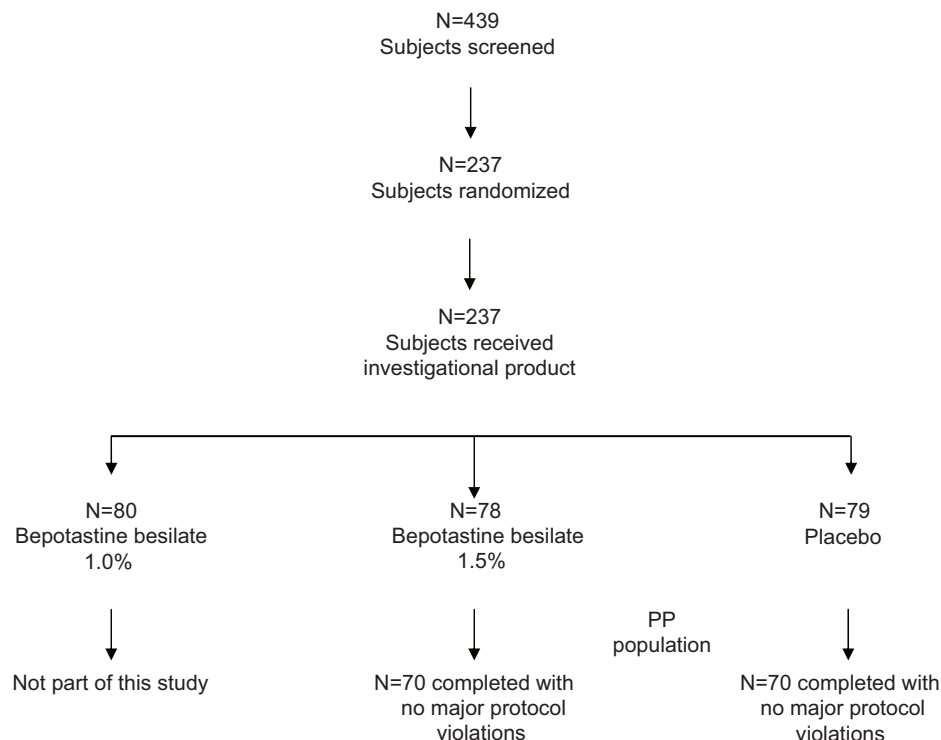 N=439
Subjects screened
N=237
Subjects randomized
N=237
Subjects received
investigational product
N=80
Bepotastine besilate
1.0%
N=78
Bepotastine besilate
1.5%
N=79
Placebo
PP
population
Not part of this study
N=70 completed with
no major protocol
violations
N=70 completed with
no major protocol
violations